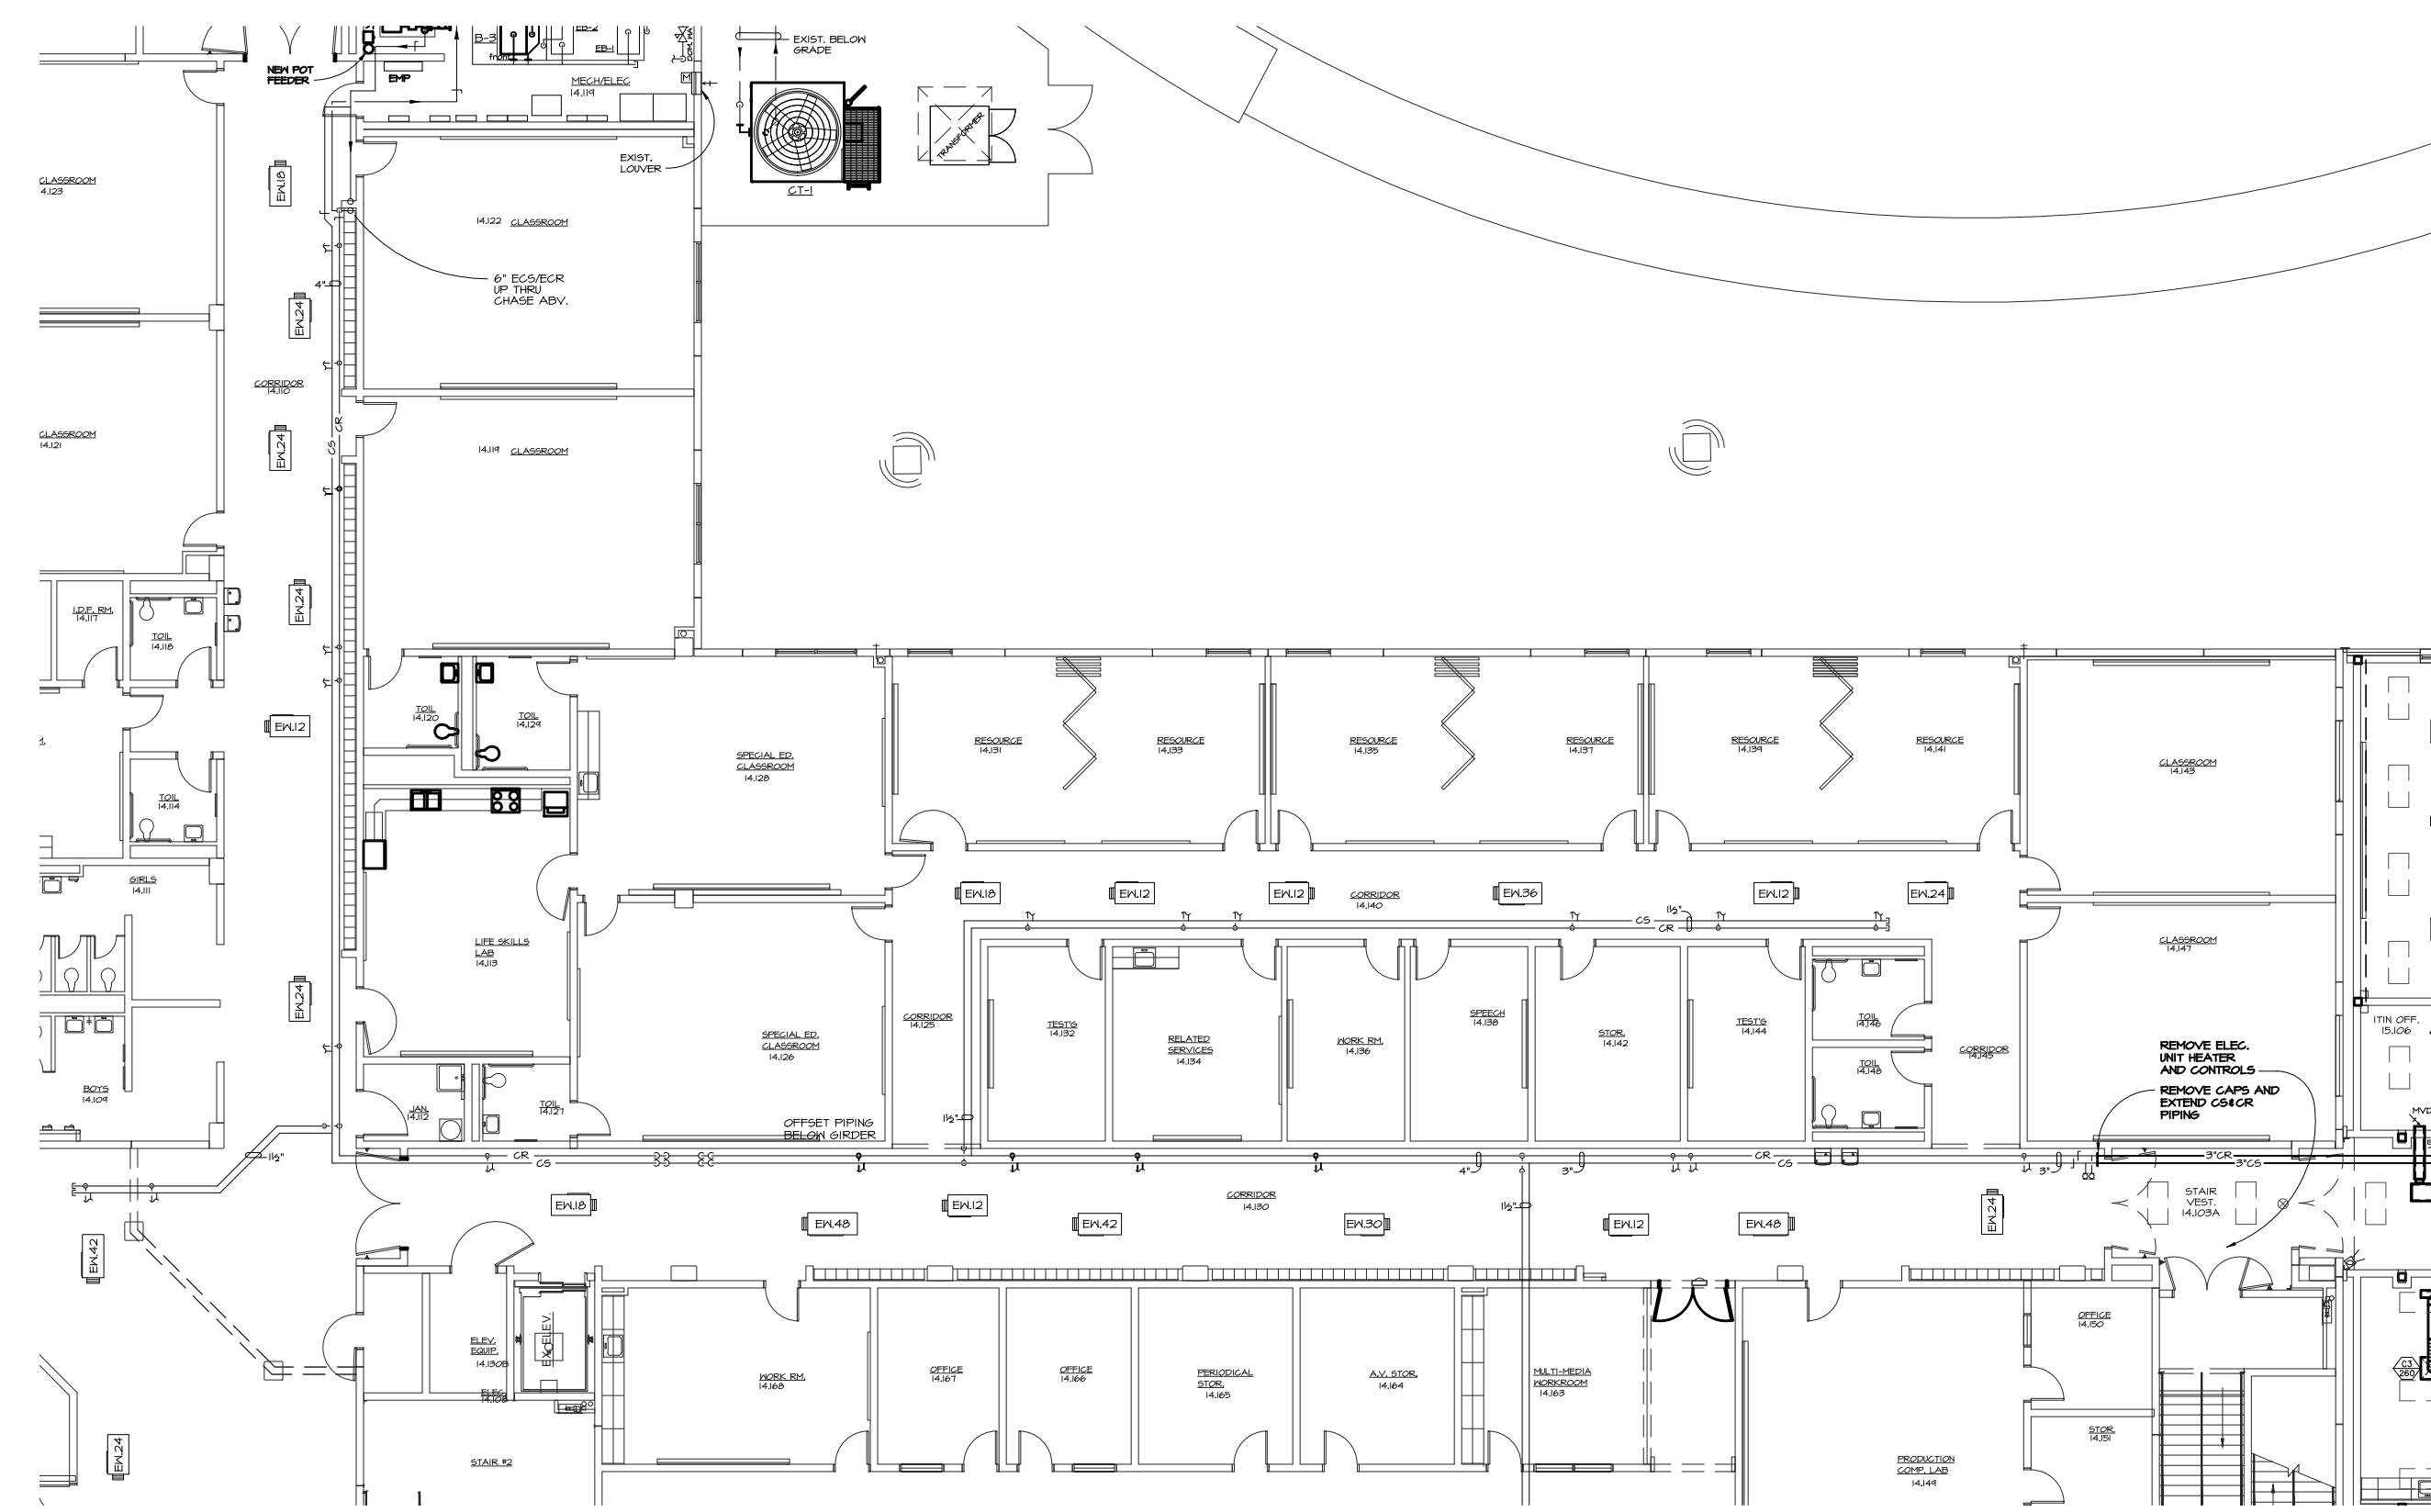 B-3
EB-2
EB-1
front
DOM. MA
NEW POT
FEEDER
EMP
MECH/ELEC
14.119
M
EXIST. BELOW
GRADE
EXIST.
LOUVER
CT-1
TRANSFORMER
CLASSROOM
4.123
EW.18
14.122 CLASSROOM
6" ECS/ECR
UP THRU
CHASE ABV.
4"
EW.24
CORRIDOR
14.110
CR
CS
CLASSROOM
14.121
EW.24
14.119 CLASSROOM
I.D.F. RM.
14.117
TOIL
14.118
EW.24
EW.12
TOIL
14.120
TOIL
14.129
SPECIAL ED.
CLASSROOM
14.128
RESOURCE
14.131
RESOURCE
14.133
RESOURCE
14.135
RESOURCE
14.137
RESOURCE
14.139
RESOURCE
14.141
CLASSROOM
14.143
TOIL
14.114
GIRLS
14.111
EW.18
EW.12
EW.12
CORRIDOR
14.140
EW.36
EW.12
EW.24
1½"
CS
CR
LIFE SKILLS
LAB
14.113
CLASSROOM
14.147
EW.24
CORRIDOR
14.125
SPECIAL ED.
CLASSROOM
14.126
TEST'G
14.132
RELATED
SERVICES
14.134
WORK RM.
14.136
SPEECH
14.138
STOR.
14.142
TEST'G
14.144
TOIL
14.146
TOIL
14.148
CORRIDOR
14.145
ITIN OFF.
15.106
REMOVE ELEC.
UNIT HEATER
AND CONTROLS
REMOVE CAPS AND
EXTEND CS&CR
PIPING
MVD
BOYS
14.109
JAN.
14.112
TOIL
14.127
OFFSET PIPING
BELOW GIRDER
1½"
1½"
CR
CS
4"
3"
CR
CS
3"
3"CR
3"CS
EW.18
EW.12
EW.48
EW.42
CORRIDOR
14.130
EW.30
1½"
EW.12
EW.48
EW.24
STAIR
VEST.
14.103A
EW.42
ELEV.
EQUIP.
14.130B
EX. ELEV.
ELEC.
14.108
WORK RM.
14.168
OFFICE
14.167
OFFICE
14.166
PERIODICAL
STOR.
14.165
A.V. STOR.
14.164
MULTI-MEDIA
WORKROOM
14.163
OFFICE
14.150
C3
260
EW.24
STAIR #2
PRODUCTION
COMP. LAB
14.149
STOR.
14.151